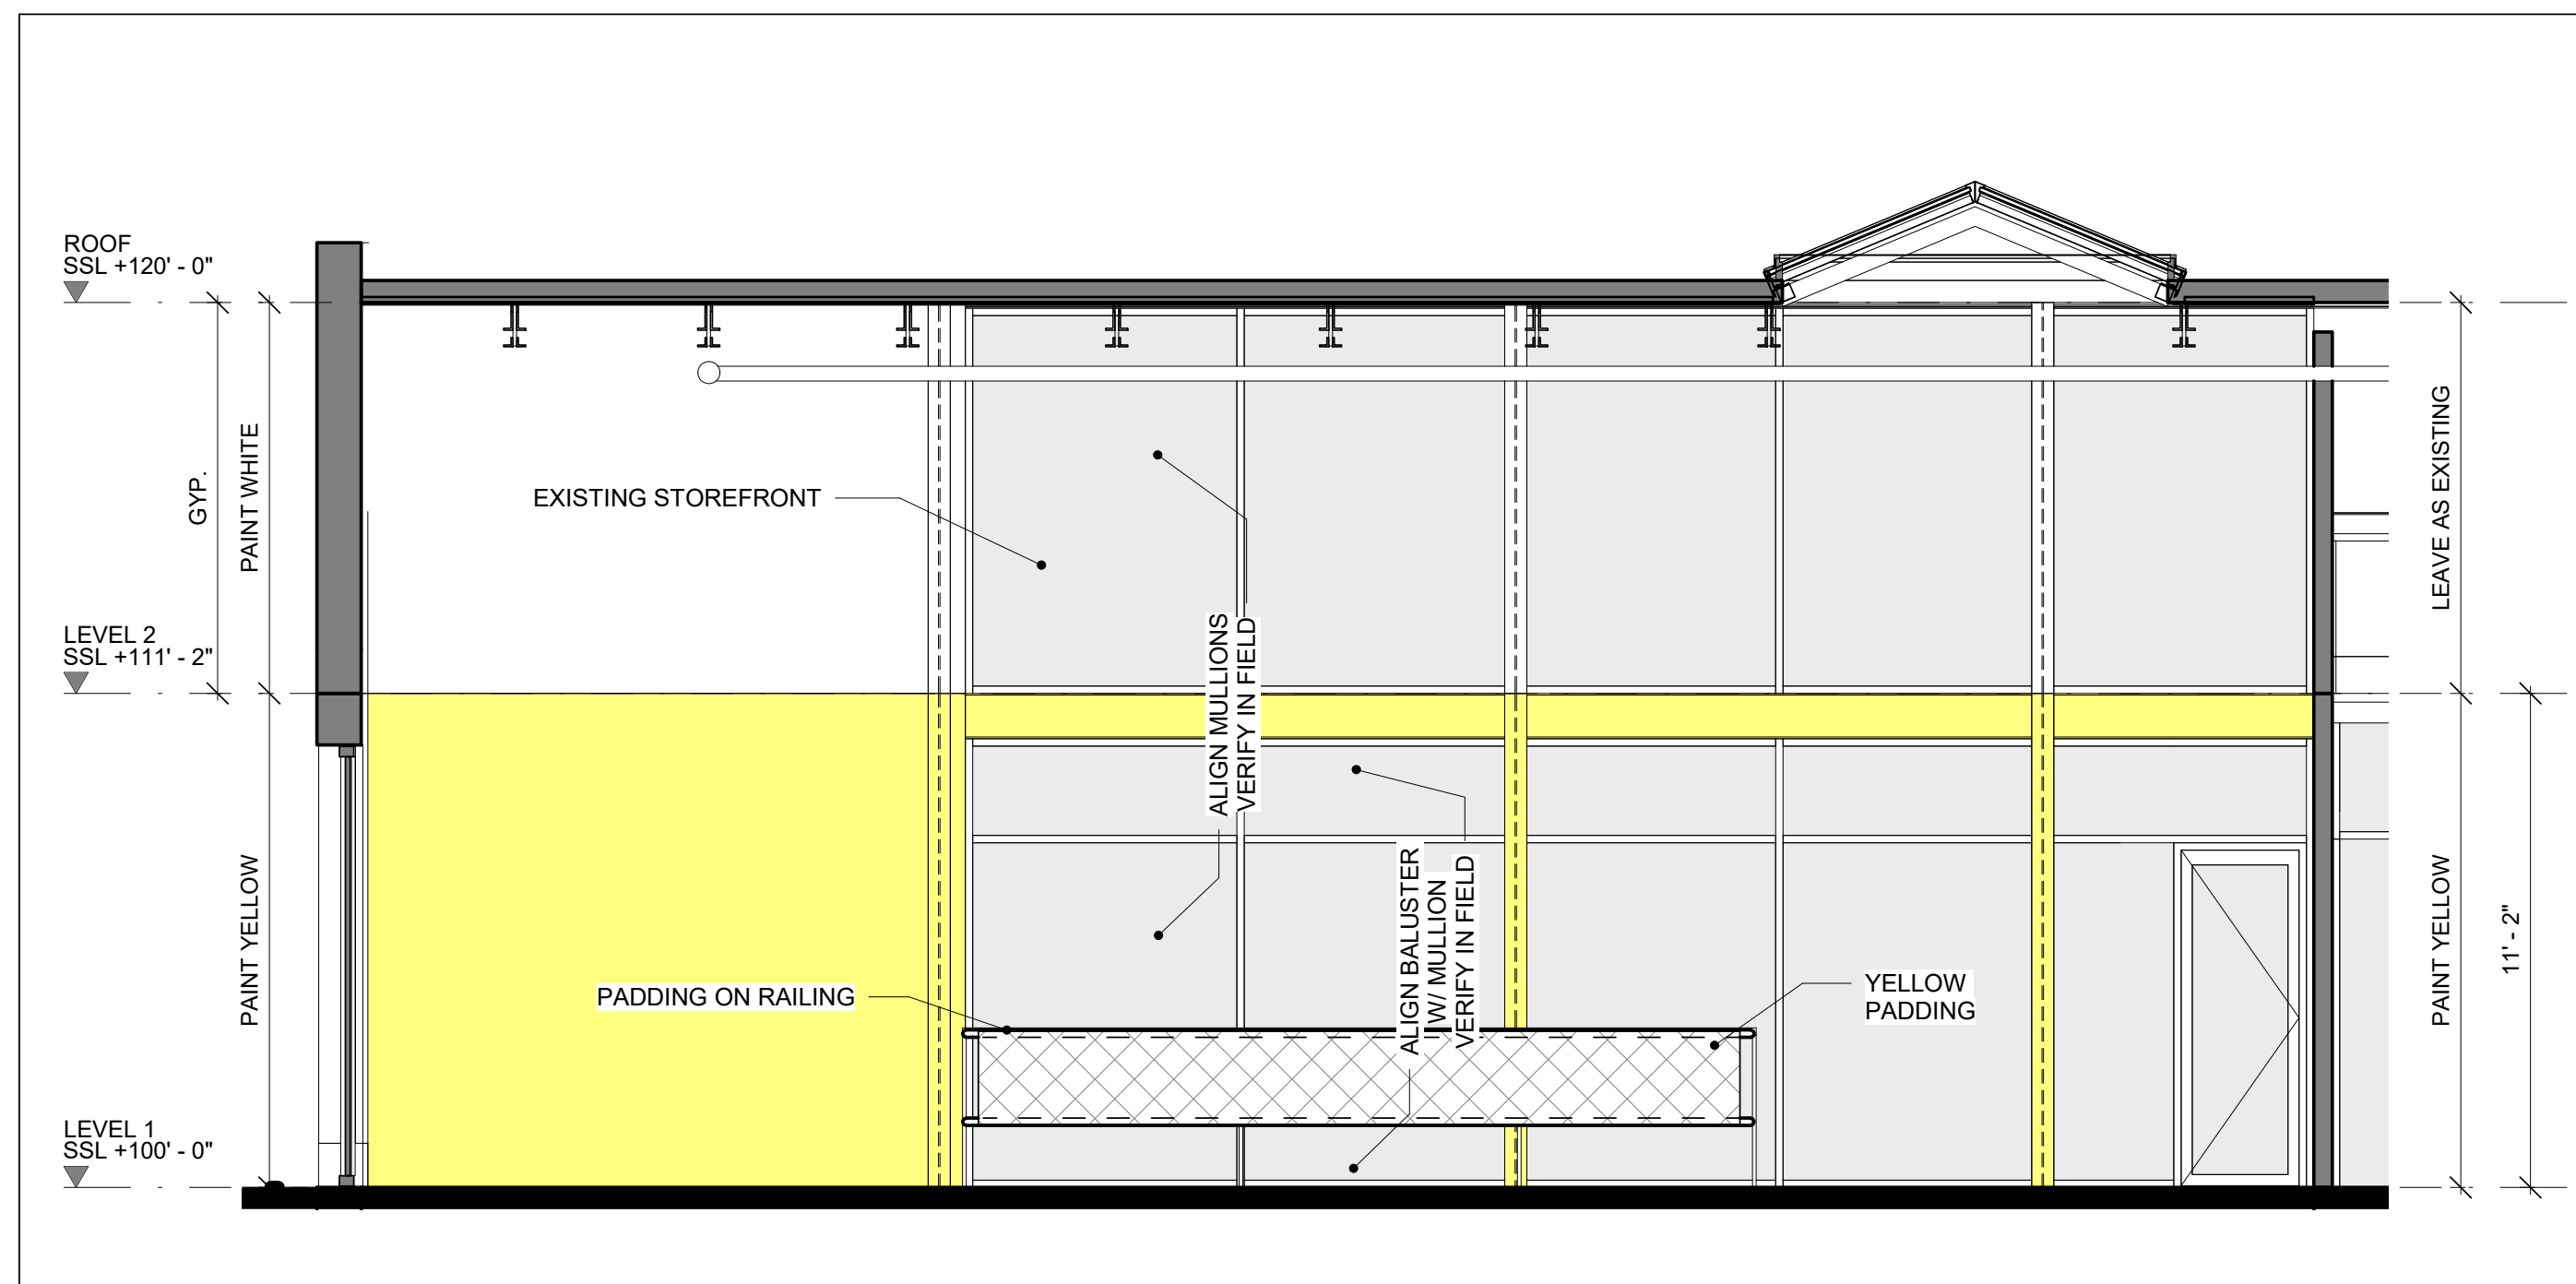 ROOF
SSL +120' - 0"
GYP.
PAINT WHITE
EXISTING STOREFRONT
LEAVE AS EXISTING
LEVEL 2
SSL +111' - 2"
ALIGN MULLIONS
VERIFY IN FIELD
PAINT YELLOW
ALIGN BALUSTER
W/ MULLION
VERIFY IN FIELD
PADDING ON RAILING
YELLOW
PADDING
PAINT YELLOW
11' - 2"
LEVEL 1
SSL +100' - 0"